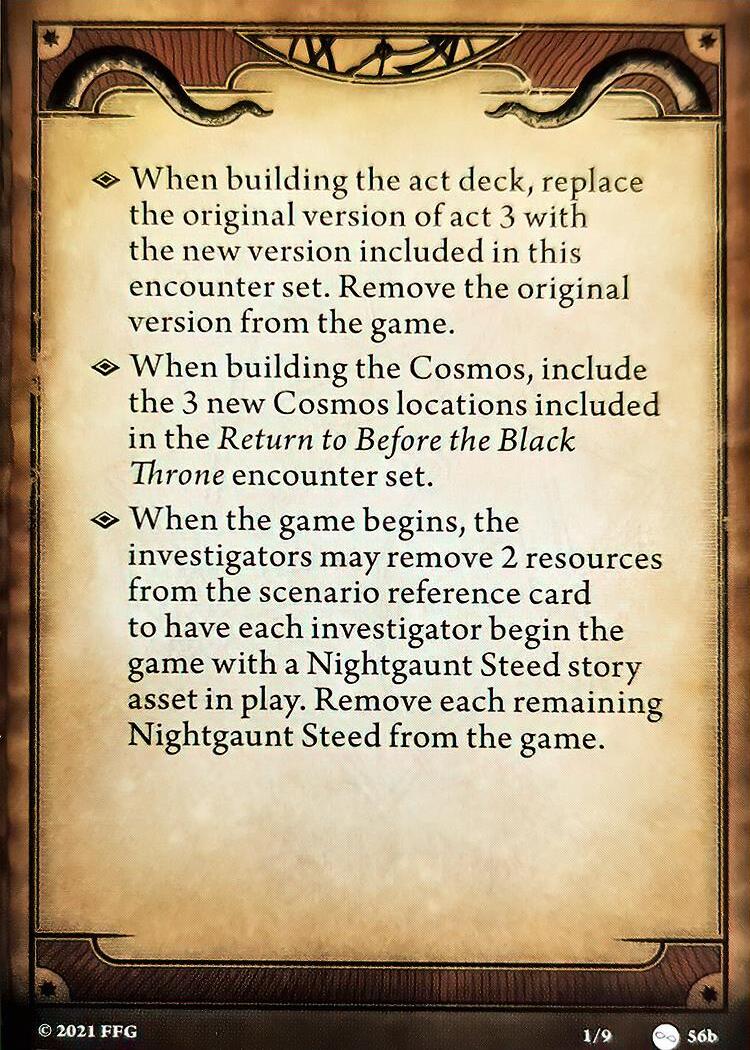 When building the act deck, replace
the original version of act 3 with
the new version included in this
encounter set. Remove the original
version from the game.
When building the Cosmos, include
the 3 new Cosmos locations included
in the Return to Before the Black
Throne encounter set.
When the game begins, the
investigators may remove 2 resources
from the scenario reference card
to have each investigator begin the
game with a Nightgaunt Steed story
asset in play. Remove each remaining
Nightgaunt Steed from the game.
© 2021 FFG 1/9 56b